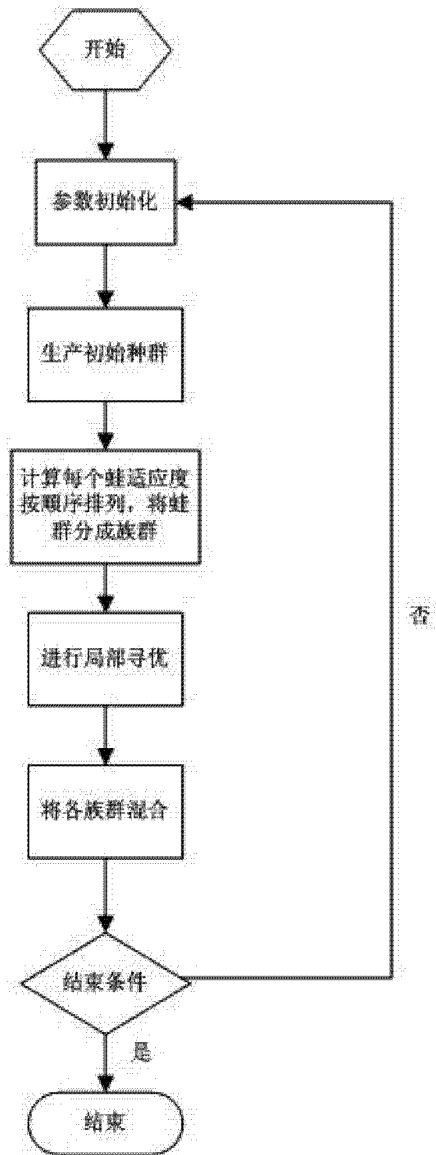 开始
参数初始化
生产初始种群
计算每个蛙适应度
按顺序排列，将蛙
群分成族群
进行局部寻优
将各族群混合
结束条件
否
是
结束